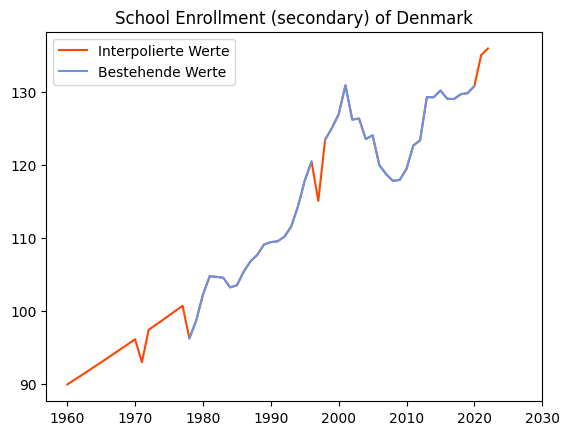 School Enrollment (secondary) of Denmark
Interpolierte Werte
Bestehende Werte
130
120
110
100
90
1960 1970 1980 1990 2000 2010 2020 2030